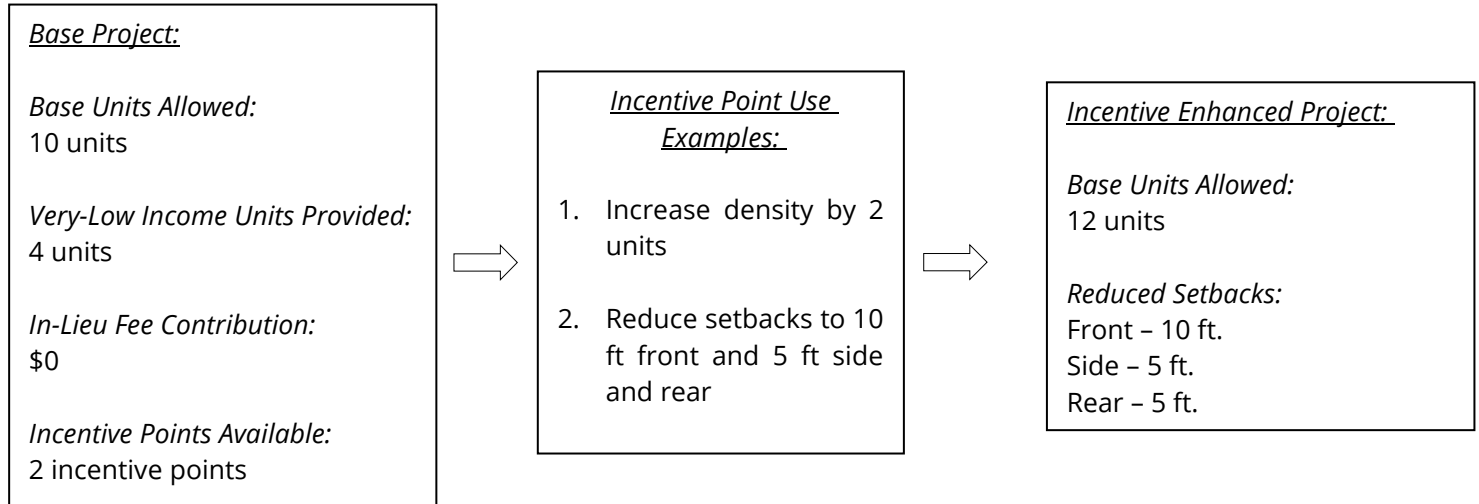 Base Project:
Base Units Allowed:
10 units
Very-Low Income Units Provided:
4 units
In-Lieu Fee Contribution:
$0
Incentive Points Available:
2 incentive points
Incentive Point Use
Examples:
1. Increase density by 2
units
2. Reduce setbacks to 10
ft front and 5 ft side
and rear
Incentive Enhanced Project:
Base Units Allowed:
12 units
Reduced Setbacks:
Front – 10 ft.
Side – 5 ft.
Rear – 5 ft.